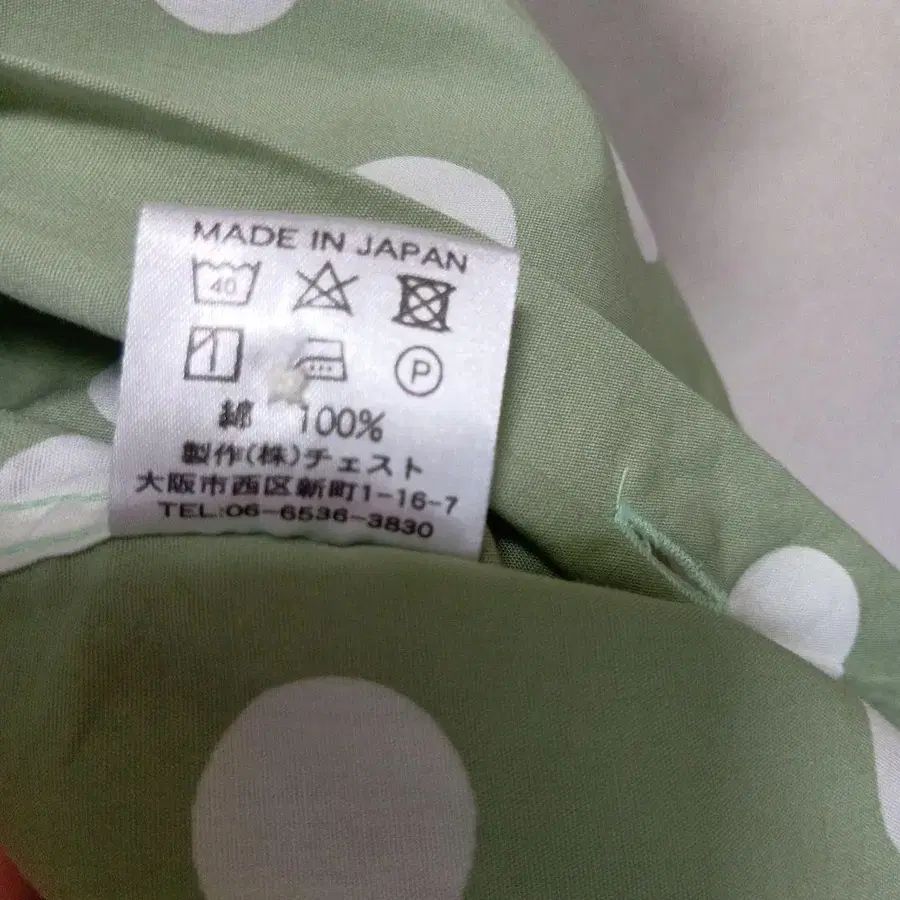 MADE IN JAPAN
40
P
綿 100%
製作(株)チェスト
大阪市西区新町1-16-7
TEL:06-6536-3830